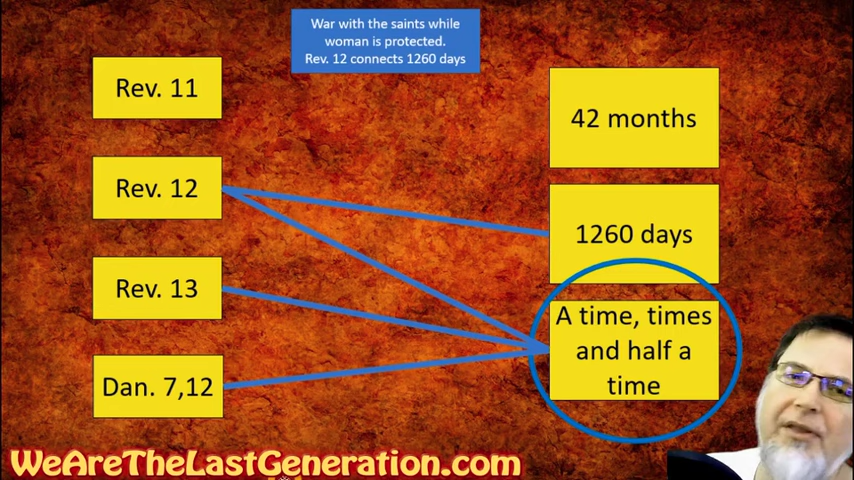 War with the saints while
woman is protected.
Rev. 12 connects 1260 days
Rev. 11
42 months
Rev. 12
1260 days
Rev. 13
A time, times
and half a
time
Dan. 7,12
WeAreTheLastGeneration.com